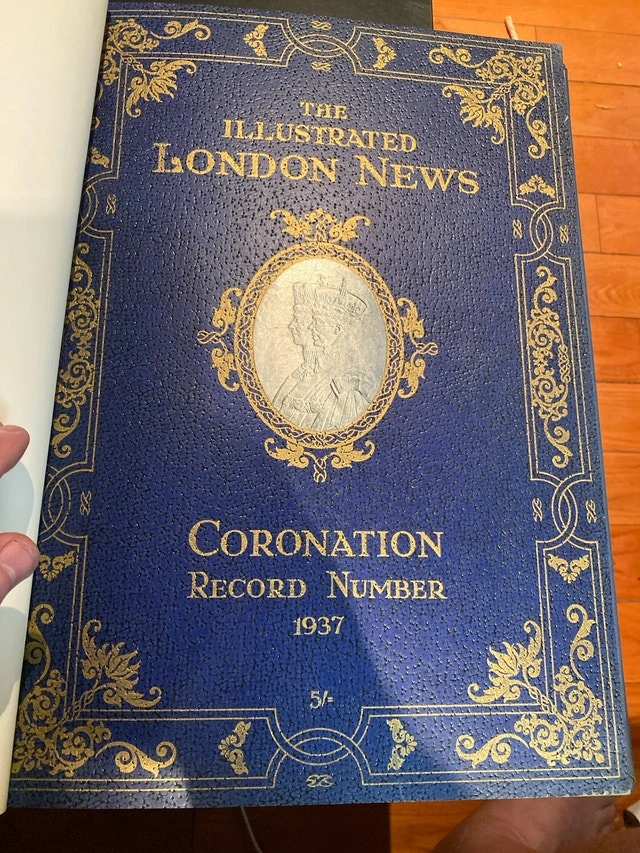 THE
ILLUSTRATED
LONDON NEWS
CORONATION
RECORD NUMBER
1937
5/=